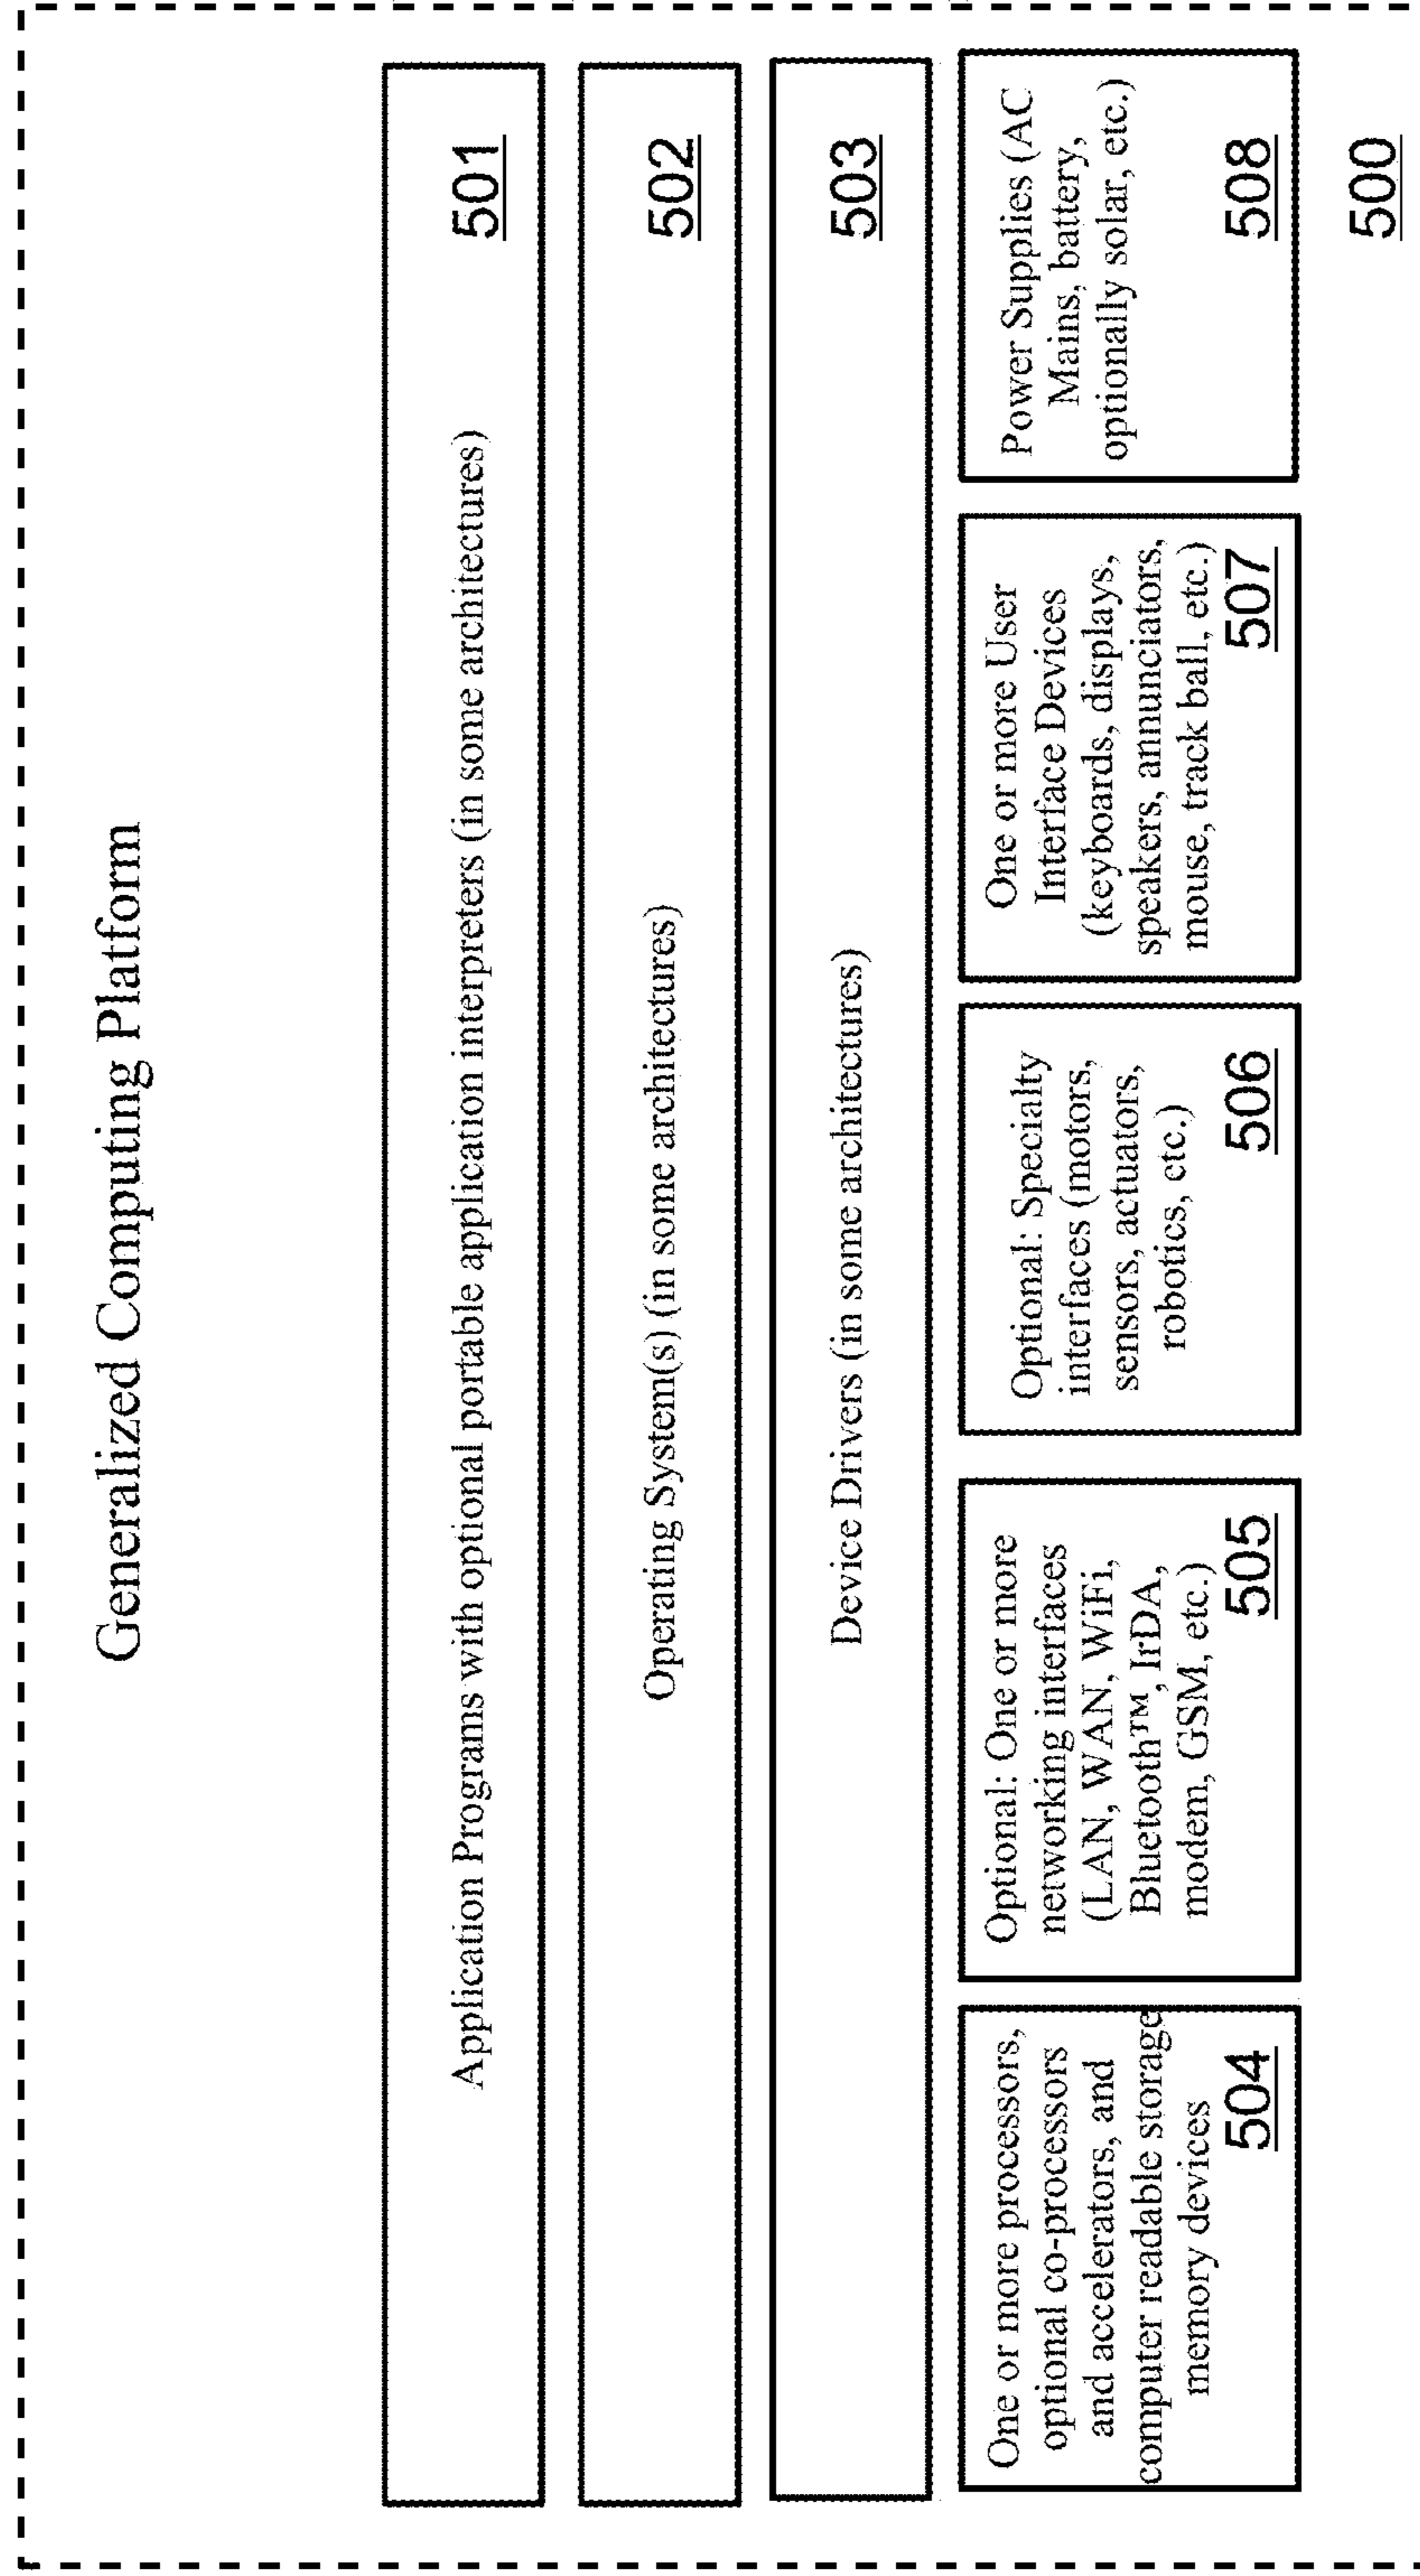 Generalized Computing Platform
Application Programs with optional portable application interpreters (in some architectures)
501
Operating System(s) (in some architectures)
502
Device Drivers (in some architectures)
503
One or more processors,
optional co-processors
and accelerators, and
computer readable storage
memory devices
504
Optional: One or more
networking interfaces
(LAN, WAN, WiFi,
Bluetooth™, IrDA,
modem, GSM, etc.)
505
Optional: Specialty
interfaces (motors,
sensors, actuators,
robotics, etc.)
506
One or more User
Interface Devices
(keyboards, displays,
speakers, annunciators,
mouse, track ball, etc.)
507
Power Supplies (AC
Mains, battery,
optionally solar, etc.)
508
500